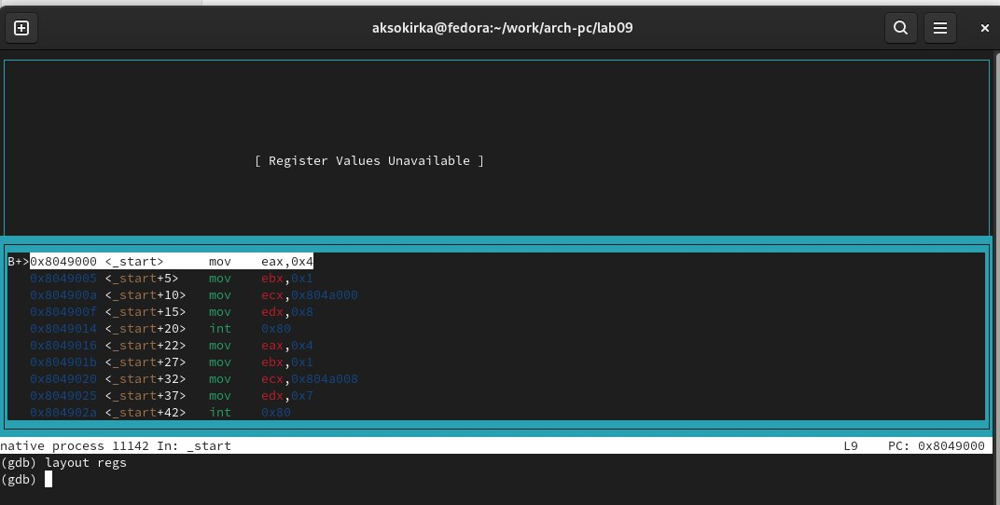 aksokirka@fedora:~/work/arch-pc/lab09
[ Register Values Unavailable ]
B+>0x8049000 <_start> mov eax,0x4
0x8049005 <_start+5> mov ebx,0x1
0x804900a <_start+10> mov ecx,0x804a000
0x804900f <_start+15> mov edx,0x8
0x8049014 <_start+20> int 0x80
0x8049016 <_start+22> mov eax,0x4
0x804901b <_start+27> mov ebx,0x1
0x8049020 <_start+32> mov ecx,0x804a008
0x8049025 <_start+37> mov edx,0x7
0x804902a <_start+42> int 0x80
native process 11142 In: _start L9 PC: 0x8049000
(gdb) layout regs
(gdb)